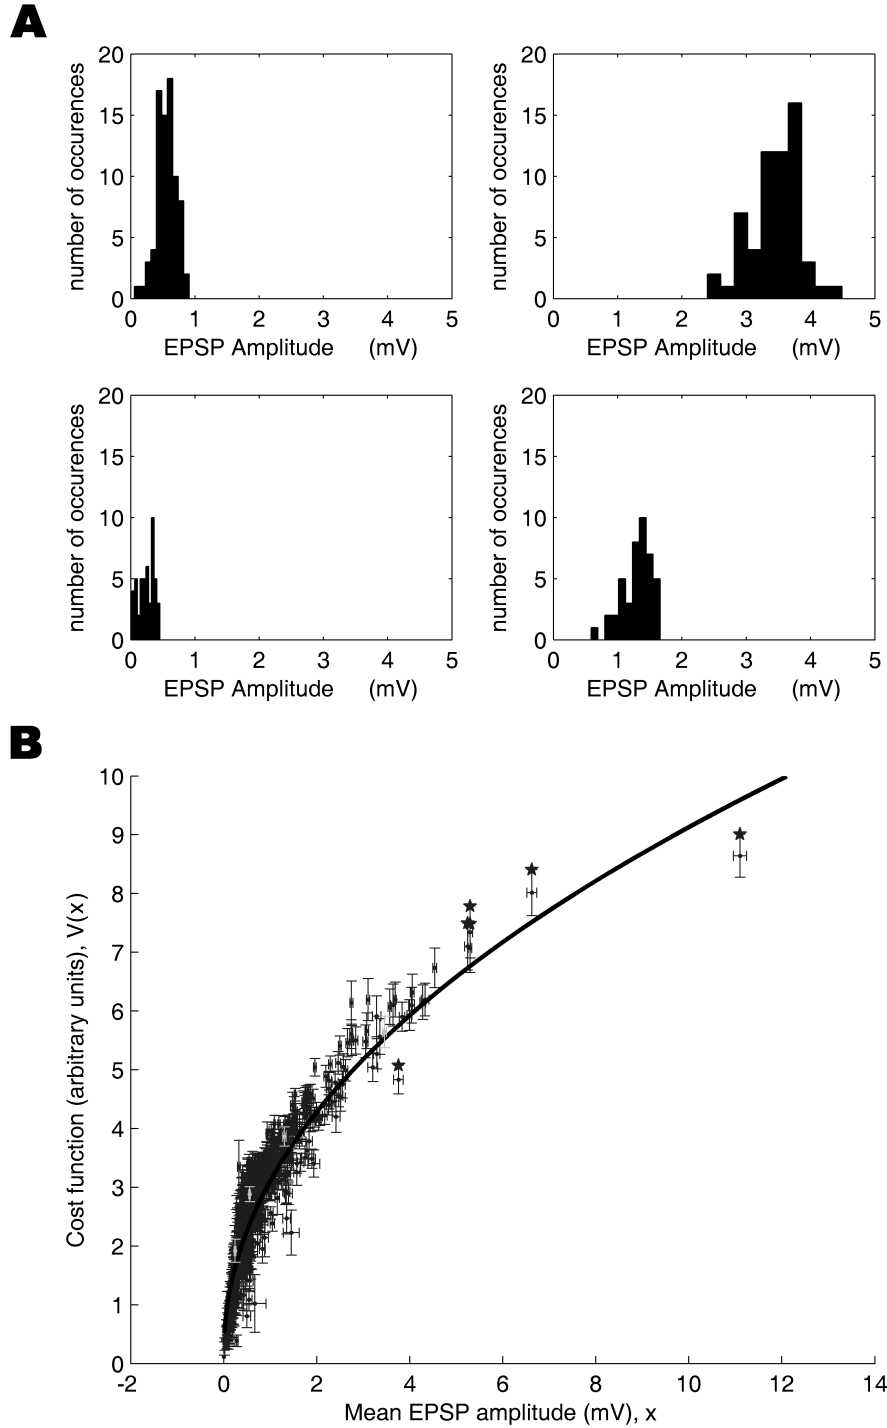 A
20
15
10
5
0
number of occurences
0 1 2 3 4 5
EPSP Amplitude (mV)
20
15
10
5
0
number of occurences
0 1 2 3 4 5
EPSP Amplitude (mV)
20
15
10
5
0
number of occurences
0 1 2 3 4 5
EPSP Amplitude (mV)
20
15
10
5
0
number of occurences
0 1 2 3 4 5
EPSP Amplitude (mV)
B
10
9
8
7
6
5
4
3
2
1
0
Cost function (arbitrary units), V(x)
-2 0 2 4 6 8 10 12 14
Mean EPSP amplitude (mV), x